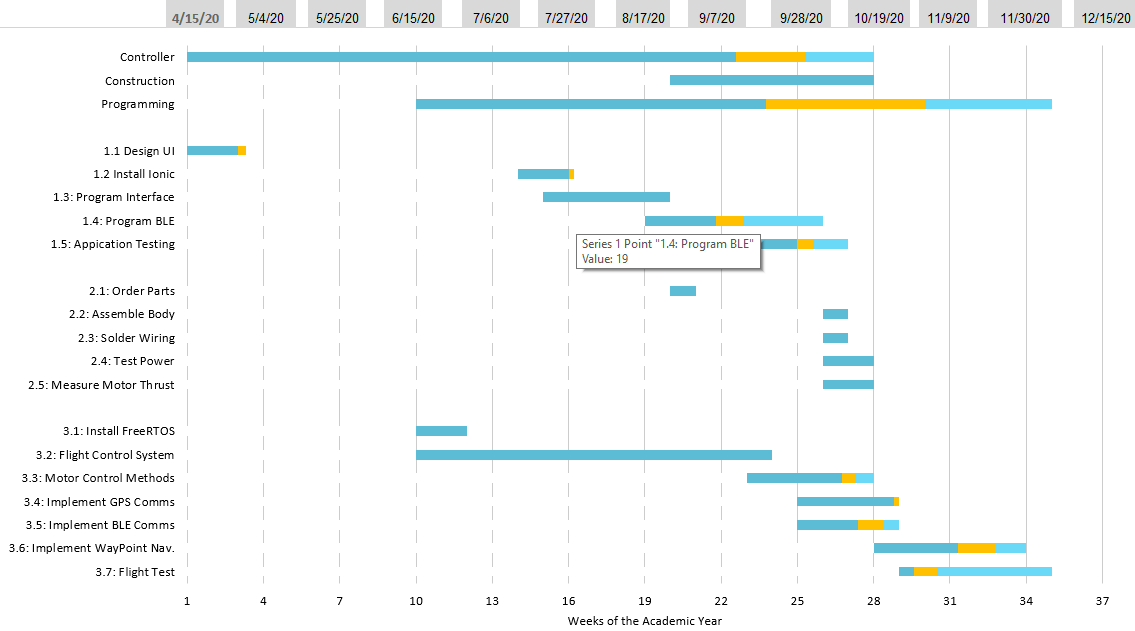 4/15/20 5/4/20 5/25/20 6/15/20 7/6/20 7/27/20 8/17/20 9/7/20 9/28/20 10/19/20 11/9/20 11/30/20 12/15/20
Controller
Construction
Programming
1.1 Design UI
1.2 Install Ionic
1.3: Program Interface
1.4: Program BLE
1.5: Appication Testing
Series 1 Point "1.4: Program BLE"
Value: 19
2.1: Order Parts
2.2: Assemble Body
2.3: Solder Wiring
2.4: Test Power
2.5: Measure Motor Thrust
3.1: Install FreeRTOS
3.2: Flight Control System
3.3: Motor Control Methods
3.4: Implement GPS Comms
3.5: Implement BLE Comms
3.6: Implement WayPoint Nav.
3.7: Flight Test
1 4 7 10 13 16 19 22 25 28 31 34 37
Weeks of the Academic Year